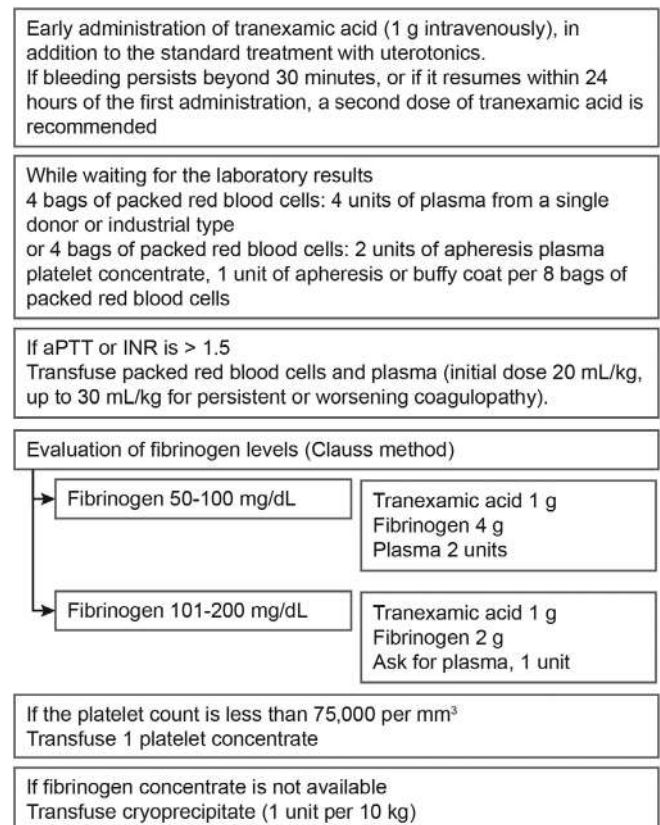 Early administration of tranexamic acid (1 g intravenously), in
addition to the standard treatment with uterotonics.
If bleeding persists beyond 30 minutes, or if it resumes within 24
hours of the first administration, a second dose of tranexamic acid is
recommended
While waiting for the laboratory results
4 bags of packed red blood cells: 4 units of plasma from a single
donor or industrial type
or 4 bags of packed red blood cells: 2 units of apheresis plasma
platelet concentrate, 1 unit of apheresis or buffy coat per 8 bags of
packed red blood cells
If aPTT or INR is > 1.5
Transfuse packed red blood cells and plasma (initial dose 20 mL/kg,
up to 30 mL/kg for persistent or worsening coagulopathy).
Evaluation of fibrinogen levels (Clauss method)
Fibrinogen 50-100 mg/dL
Tranexamic acid 1 g
Fibrinogen 4 g
Plasma 2 units
Fibrinogen 101-200 mg/dL
Tranexamic acid 1 g
Fibrinogen 2 g
Ask for plasma, 1 unit
If the platelet count is less than 75,000 per mm³
Transfuse 1 platelet concentrate
If fibrinogen concentrate is not available
Transfuse cryoprecipitate (1 unit per 10 kg)